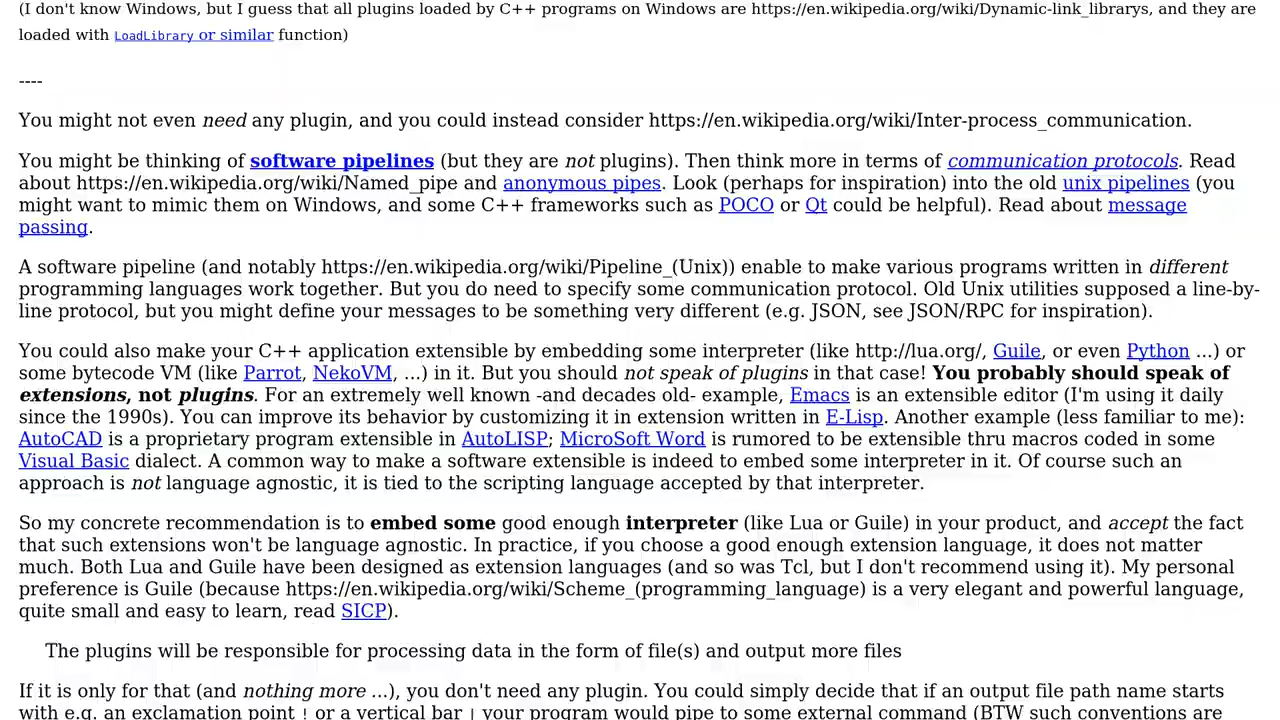 (I don't know Windows, but I guess that all plugins loaded by C++ programs on Windows are https://en.wikipedia.org/wiki/Dynamic-link_librarys, and they are
loaded with LoadLibrary or similar function)
----
You might not even need any plugin, and you could instead consider https://en.wikipedia.org/wiki/Inter-process_communication.
You might be thinking of software pipelines (but they are not plugins). Then think more in terms of communication protocols. Read
about https://en.wikipedia.org/wiki/Named_pipe and anonymous pipes. Look (perhaps for inspiration) into the old unix pipelines (you
might want to mimic them on Windows, and some C++ frameworks such as POCO or Qt could be helpful). Read about message
passing.
A software pipeline (and notably https://en.wikipedia.org/wiki/Pipeline_(Unix)) enable to make various programs written in different
programming languages work together. But you do need to specify some communication protocol. Old Unix utilities supposed a line-by-
line protocol, but you might define your messages to be something very different (e.g. JSON, see JSON/RPC for inspiration).
You could also make your C++ application extensible by embedding some interpreter (like http://lua.org/, Guile, or even Python ...) or
some bytecode VM (like Parrot, NekoVM, ...) in it. But you should not speak of plugins in that case! You probably should speak of
extensions, not plugins. For an extremely well known -and decades old- example, Emacs is an extensible editor (I'm using it daily
since the 1990s). You can improve its behavior by customizing it in extension written in E-Lisp. Another example (less familiar to me):
AutoCAD is a proprietary program extensible in AutoLISP; MicroSoft Word is rumored to be extensible thru macros coded in some
Visual Basic dialect. A common way to make a software extensible is indeed to embed some interpreter in it. Of course such an
approach is not language agnostic, it is tied to the scripting language accepted by that interpreter.
So my concrete recommendation is to embed some good enough interpreter (like Lua or Guile) in your product, and accept the fact
that such extensions won't be language agnostic. In practice, if you choose a good enough extension language, it does not matter
much. Both Lua and Guile have been designed as extension languages (and so was Tcl, but I don't recommend using it). My personal
preference is Guile (because https://en.wikipedia.org/wiki/Scheme_(programming_language) is a very elegant and powerful language,
quite small and easy to learn, read SICP).
The plugins will be responsible for processing data in the form of file(s) and output more files
If it is only for that (and nothing more ...), you don't need any plugin. You could simply decide that if an output file path name starts
with e.g. an exclamation point ! or a vertical bar | your program would pipe to some external command (BTW such conventions are